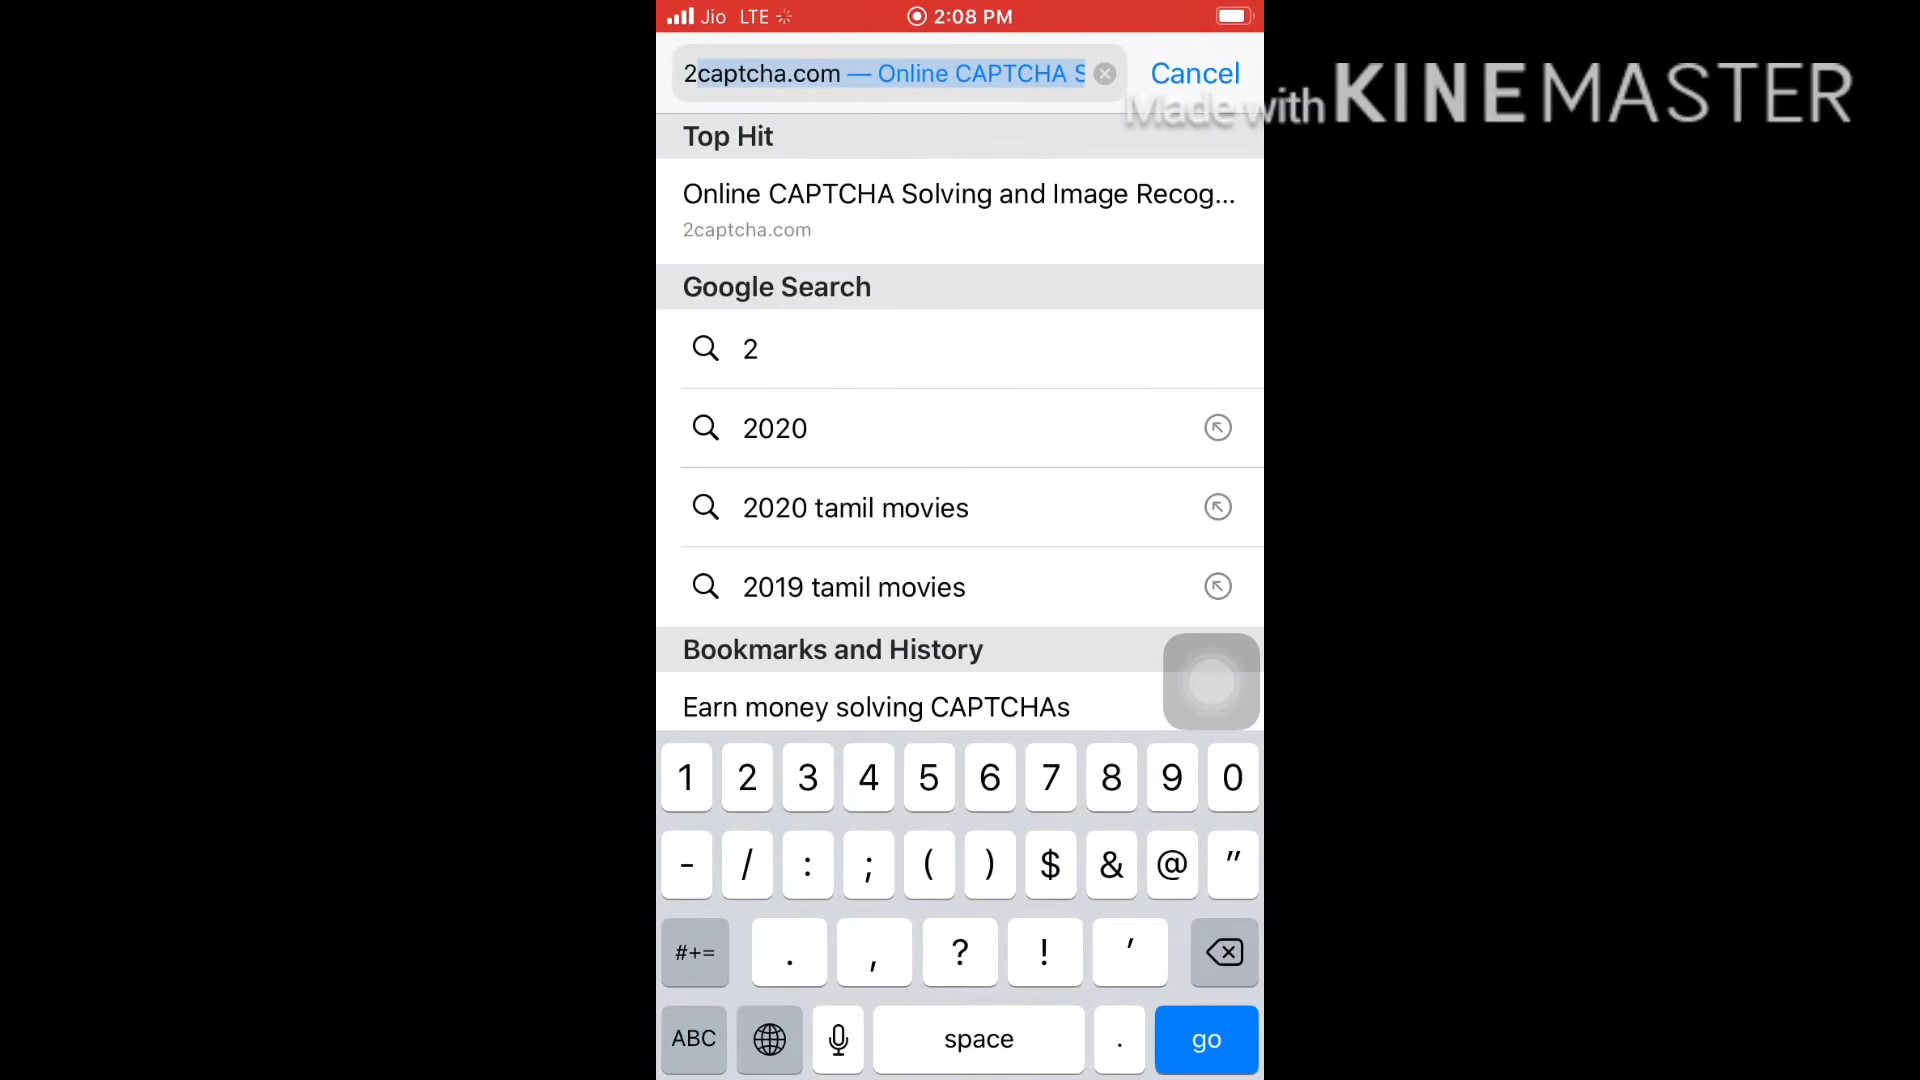 Jio LTE 2:08 PM
2captcha.com — Online CAPTCHA S
Cancel
Made with KINEMASTER
Top Hit
Online CAPTCHA Solving and Image Recog...
2captcha.com
Google Search
2
2020
2020 tamil movies
2019 tamil movies
Bookmarks and History
Earn money solving CAPTCHAs
1 2 3 4 5 6 7 8 9 0
- / : ; ( ) $ & @ "
#+= . , ? ! '
ABC space . go